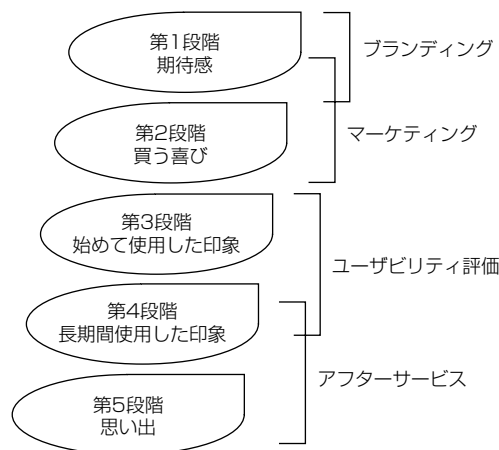 第1段階
期待感
ブランディング
第2段階
買う喜び
マーケティング
第3段階
始めて使用した印象
ユーザビリティ評価
第4段階
長期間使用した印象
アフターサービス
第5段階
思い出